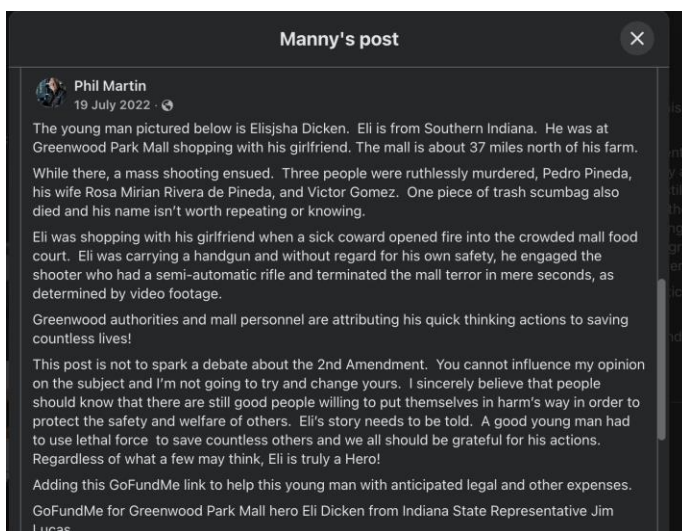 Manny's post
Phil Martin
19 July 2022 ·
The young man pictured below is Elisjsha Dicken.  Eli is from Southern Indiana.  He was at
Greenwood Park Mall shopping with his girlfriend. The mall is about 37 miles north of his farm.
While there, a mass shooting ensued.  Three people were ruthlessly murdered, Pedro Pineda,
his wife Rosa Mirian Rivera de Pineda, and Victor Gomez.  One piece of trash scumbag also
died and his name isn't worth repeating or knowing.
Eli was shopping with his girlfriend when a sick coward opened fire into the crowded mall food
court.  Eli was carrying a handgun and without regard for his own safety, he engaged the
shooter who had a semi-automatic rifle and terminated the mall terror in mere seconds, as
determined by video footage.
Greenwood authorities and mall personnel are attributing his quick thinking actions to saving
countless lives!
This post is not to spark a debate about the 2nd Amendment.  You cannot influence my opinion
on the subject and I'm not going to try and change yours.  I sincerely believe that people
should know that there are still good people willing to put themselves in harm's way in order to
protect the safety and welfare of others.  Eli's story needs to be told.  A good young man had
to use lethal force  to save countless others and we all should be grateful for his actions.
Regardless of what a few may think, Eli is truly a Hero!
Adding this GoFundMe link to help this young man with anticipated legal and other expenses.
GoFundMe for Greenwood Park Mall hero Eli Dicken from Indiana State Representative Jim
Lucas